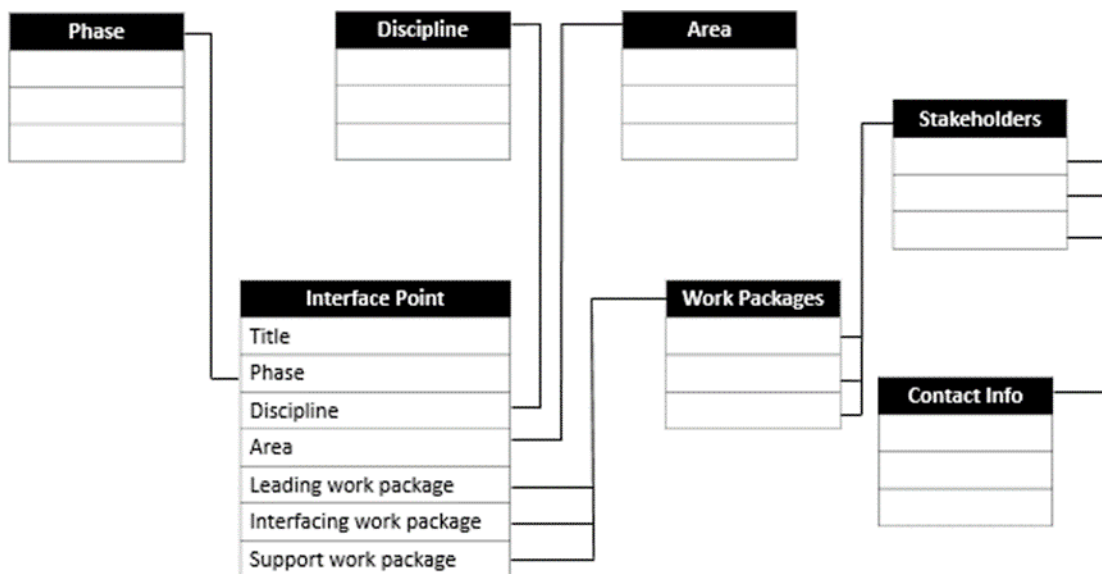 Phase
Discipline
Area
Stakeholders
Interface Point
Title
Phase
Discipline
Area
Leading work package
Interfacing work package
Support work package
Work Packages
Contact Info